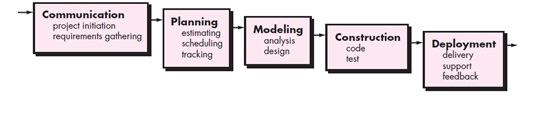 Communication
project initiation
requirements gathering
Planning
estimating
scheduling
tracking
Modeling
analysis
design
Construction
code
test
Deployment
delivery
support
feedback